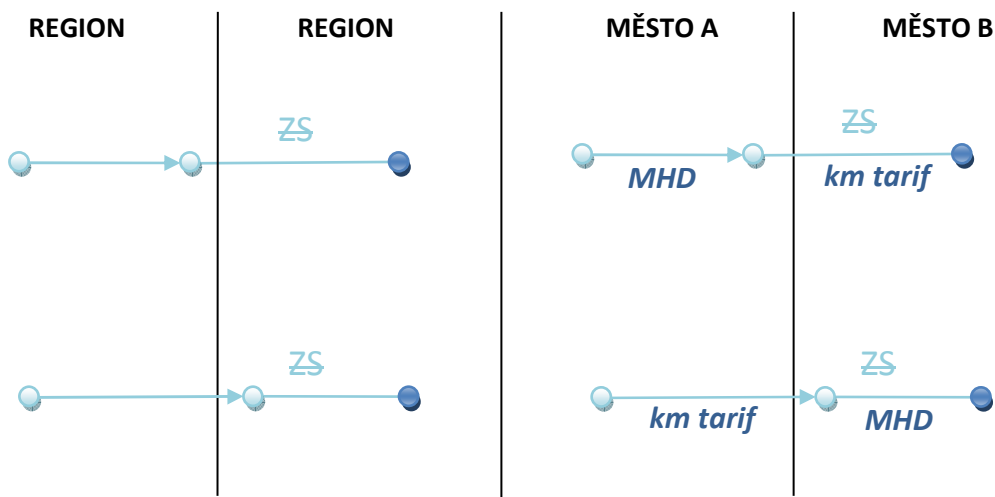 REGION REGION MĚSTO A MĚSTO B
ZS ZS
MHD km tarif
ZS ZS
km tarif MHD